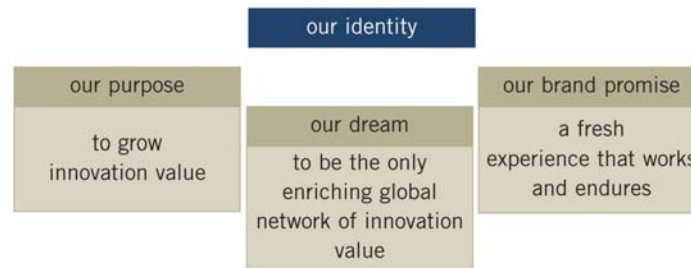 our identity
our purpose
to grow
innovation value
our dream
to be the only
enriching global
network of innovation
value
our brand promise
a fresh
experience that works
and endures